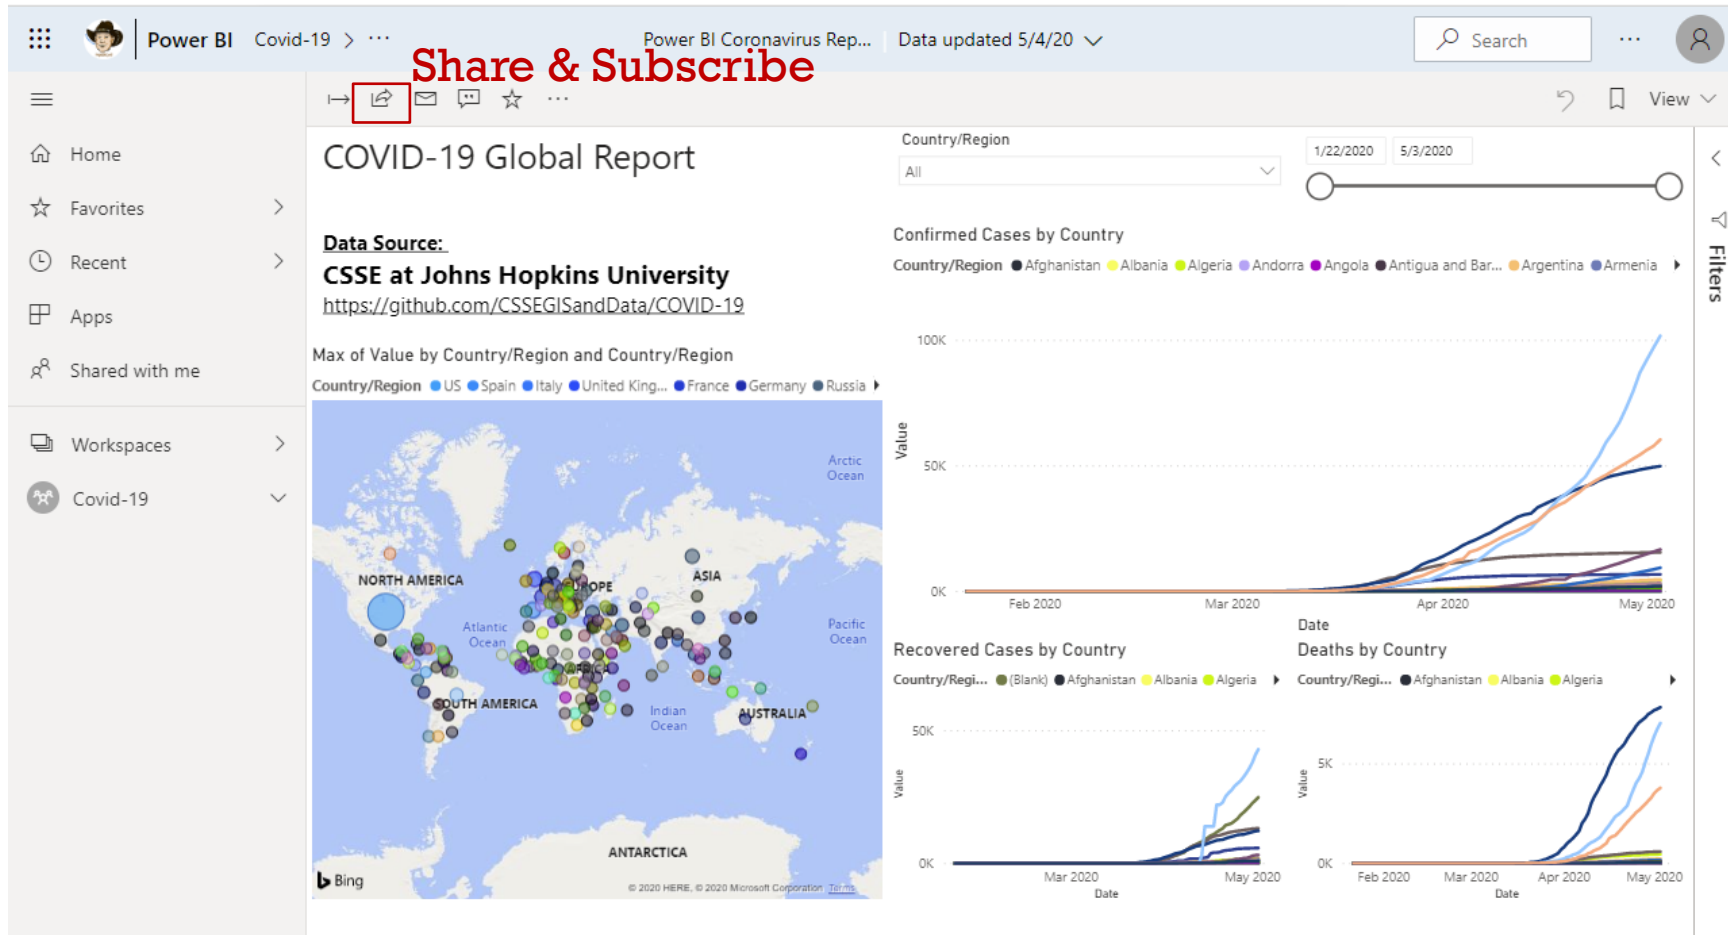 Power BI Covid-19 > ... Power BI Coronavirus Rep... Data updated 5/4/20 Search ...
Share & Subscribe
... View
Home
Favorites
Recent
Apps
Shared with me
Workspaces
Covid-19
COVID-19 Global Report
Data Source:
CSSE at Johns Hopkins University
https://github.com/CSSEGISandData/COVID-19
Max of Value by Country/Region and Country/Region
Country/Region US Spain Italy United King... France Germany Russia
Arctic
Ocean
NORTH AMERICA
EUROPE
ASIA
Atlantic
Ocean
Pacific
Ocean
AFRICA
SOUTH AMERICA
Indian
Ocean
AUSTRALIA
ANTARCTICA
Bing
© 2020 HERE, © 2020 Microsoft Corporation Terms
Country/Region
All
1/22/2020 5/3/2020
Confirmed Cases by Country
Country/Region Afghanistan Albania Algeria Andorra Angola Antigua and Bar... Argentina Armenia
100K
Value
50K
0K
Feb 2020 Mar 2020 Apr 2020 May 2020
Date
Recovered Cases by Country
Country/Regi... (Blank) Afghanistan Albania Algeria
50K
Value
0K
Mar 2020 May 2020
Date
Deaths by Country
Country/Regi... Afghanistan Albania Algeria
5K
Value
0K
Feb 2020 Mar 2020 Apr 2020 May 2020
Date
Filters